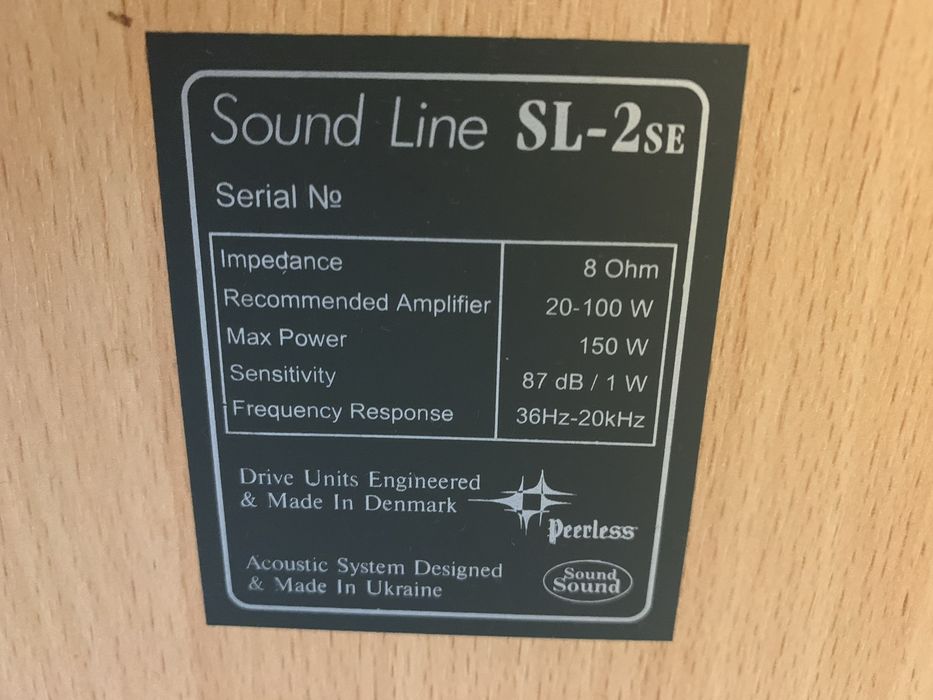 Sound Line SL-2SE
Serial №
Impedance 8 Ohm
Recommended Amplifier 20-100 W
Max Power 150 W
Sensitivity 87 dB / 1 W
Frequency Response 36Hz-20kHz
Drive Units Engineered
& Made In Denmark
Peerless
Acoustic System Designed
& Made In Ukraine
Sound
Sound